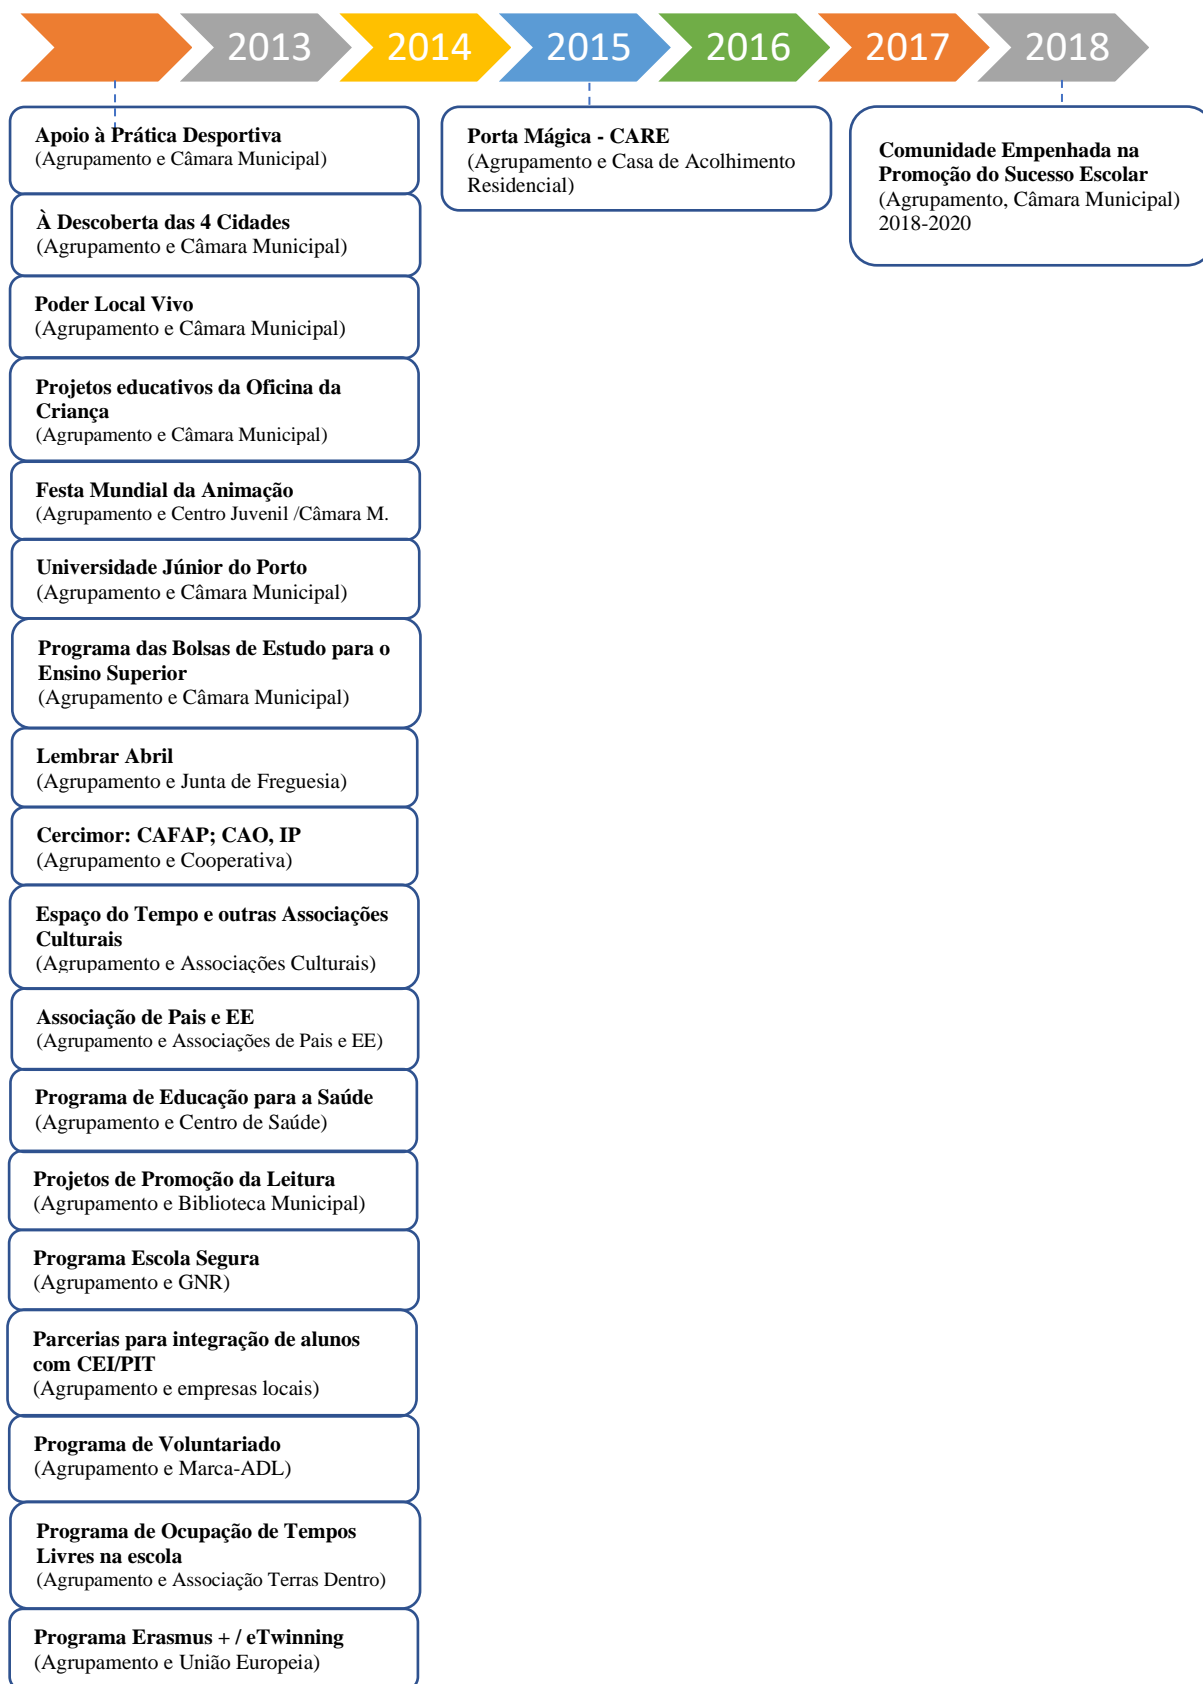 2013
2014
2015
2016
2017
2018
Apoio à Prática Desportiva
(Agrupamento e Câmara Municipal)
À Descoberta das 4 Cidades
(Agrupamento e Câmara Municipal)
Poder Local Vivo
(Agrupamento e Câmara Municipal)
Projetos educativos da Oficina da
Criança
(Agrupamento e Câmara Municipal)
Festa Mundial da Animação
(Agrupamento e Centro Juvenil /Câmara M.
Universidade Júnior do Porto
(Agrupamento e Câmara Municipal)
Programa das Bolsas de Estudo para o
Ensino Superior
(Agrupamento e Câmara Municipal)
Lembrar Abril
(Agrupamento e Junta de Freguesia)
Cercimor: CAFAP; CAO, IP
(Agrupamento e Cooperativa)
Espaço do Tempo e outras Associações
Culturais
(Agrupamento e Associações Culturais)
Associação de Pais e EE
(Agrupamento e Associações de Pais e EE)
Programa de Educação para a Saúde
(Agrupamento e Centro de Saúde)
Projetos de Promoção da Leitura
(Agrupamento e Biblioteca Municipal)
Programa Escola Segura
(Agrupamento e GNR)
Parcerias para integração de alunos
com CEI/PIT
(Agrupamento e empresas locais)
Programa de Voluntariado
(Agrupamento e Marca-ADL)
Programa de Ocupação de Tempos
Livres na escola
(Agrupamento e Associação Terras Dentro)
Programa Erasmus + / eTwinning
(Agrupamento e União Europeia)
Porta Mágica - CARE
(Agrupamento e Casa de Acolhimento
Residencial)
Comunidade Empenhada na
Promoção do Sucesso Escolar
(Agrupamento, Câmara Municipal)
2018-2020